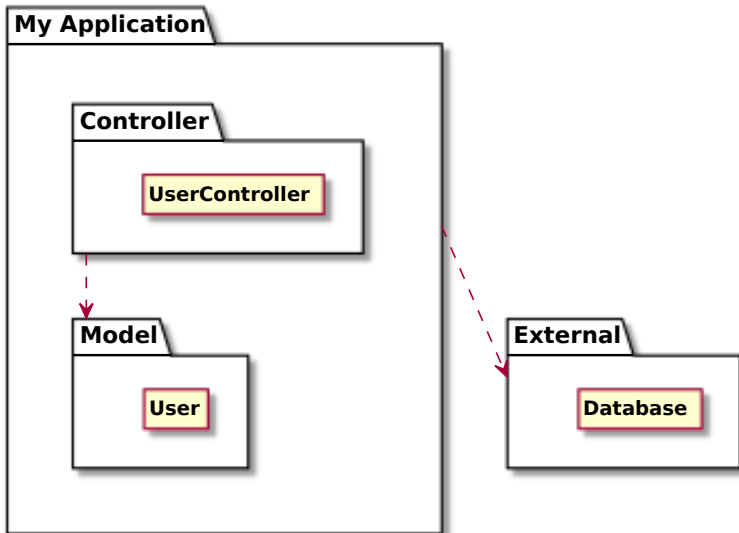 My Application
Controller
UserController
Model
User
External
Database